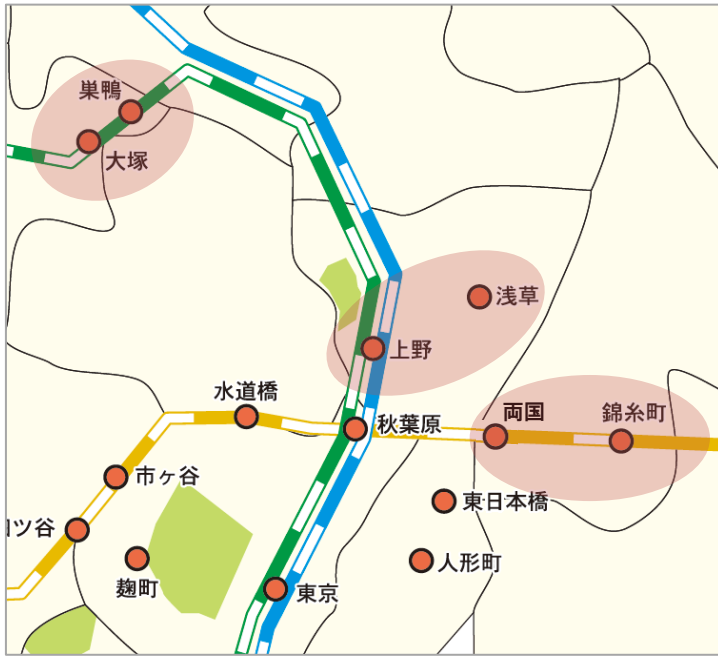 巣鴨
大塚
浅草
上野
水道橋
秋葉原
両国
錦糸町
市ヶ谷
東日本橋
ツ谷
麹町
人形町
東京